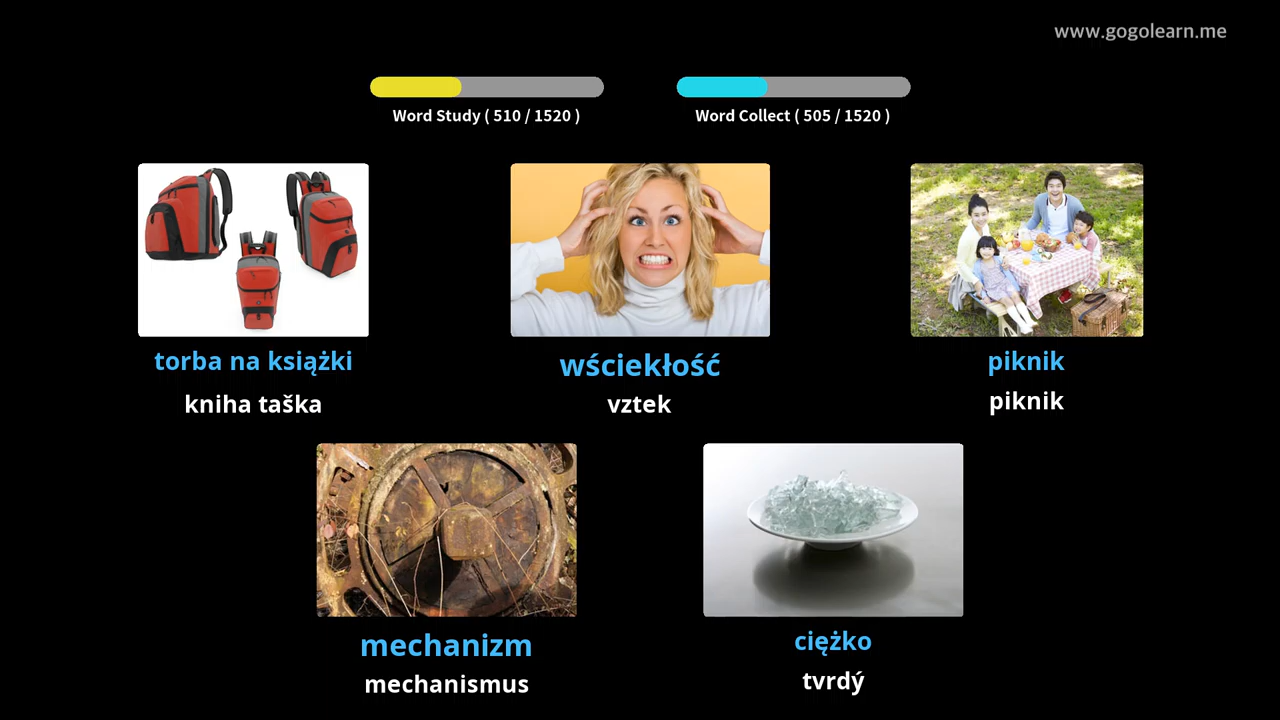 www.gogolearn.me
Word Study ( 510 / 1520 )
Word Collect ( 505 / 1520 )
torba na książki
kniha taška
wściekłość
vztek
piknik
piknik
mechanizm
mechanismus
ciężko
tvrdý